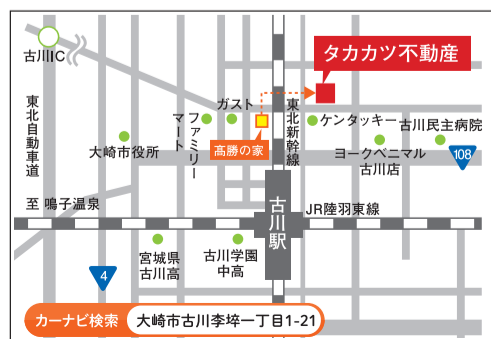 古川IC
タカカツ不動産
東北自動車道
大崎市役所
ファミリー
マート
ガスト
髙勝の家
東北新幹線
ケンタッキー
ヨークベニマル
古川店
古川民主病院
108
至 鳴子温泉
古川駅
JR陸羽東線
宮城県
古川高
古川学園
中高
4
カーナビ検索
大崎市古川李埣一丁目1-21